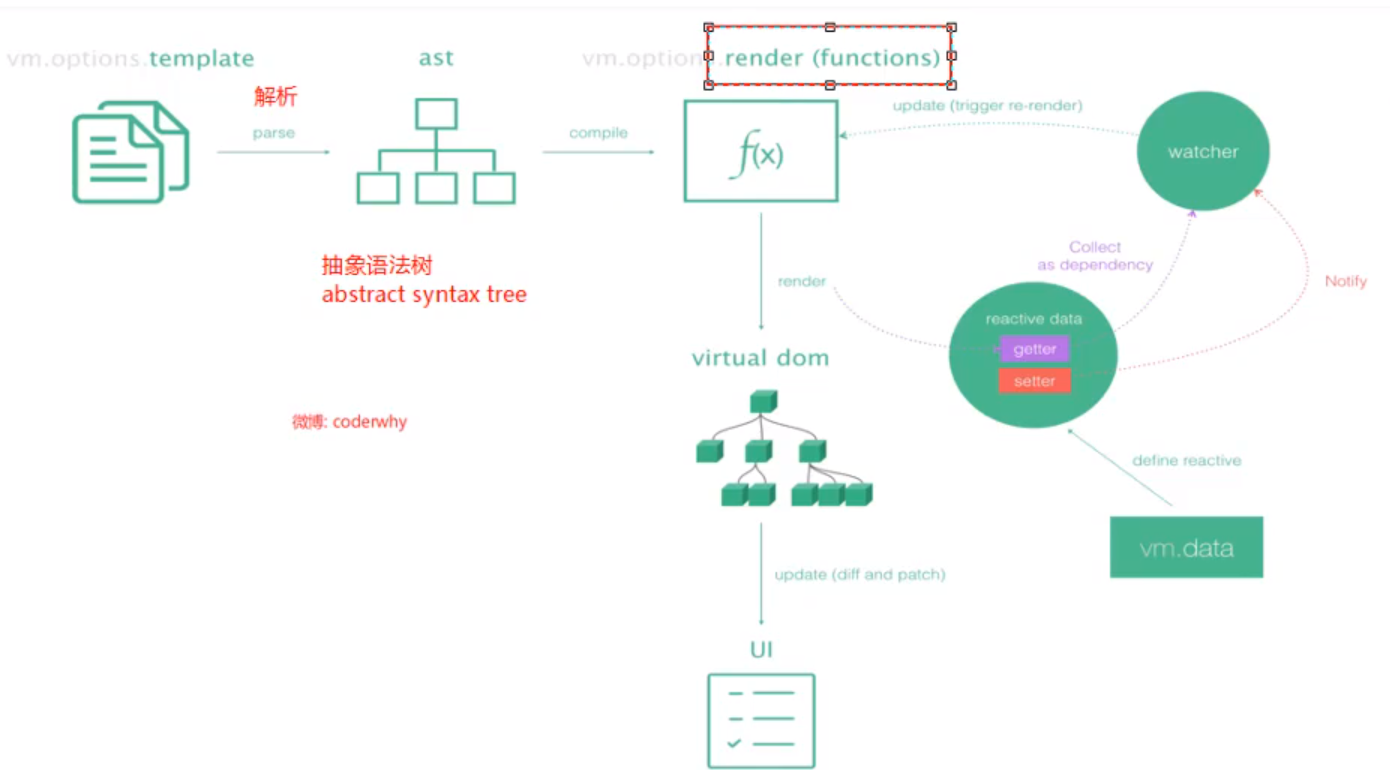 vm.options.template
ast
vm.option render (functions)
解析
parse
compile
f(x)
update (trigger re-render)
watcher
抽象语法树
abstract syntax tree
render
Collect
as dependency
Notify
reactive data
getter
setter
virtual dom
微博: coderwhy
define reactive
vm.data
update (diff and patch)
UI